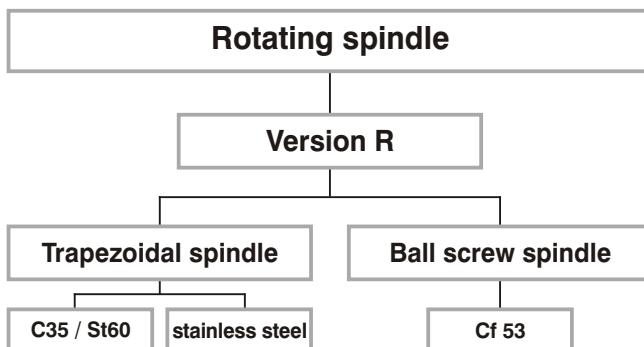 Rotating spindle
Version R
Trapezoidal spindle
Ball screw spindle
C35 / St60
stainless steel
Cf 53